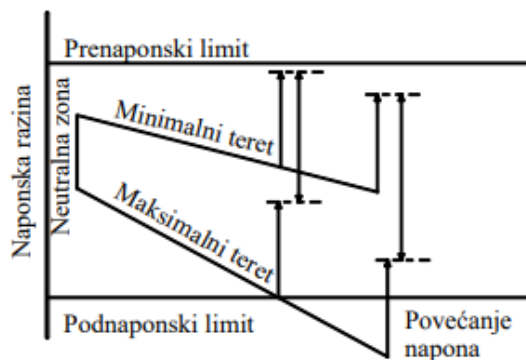 Prenaponski limit
Naponska razina
Neutralna zona
Minimalni teret
Maksimalni teret
Podnaponski limit
Povećanje
napona